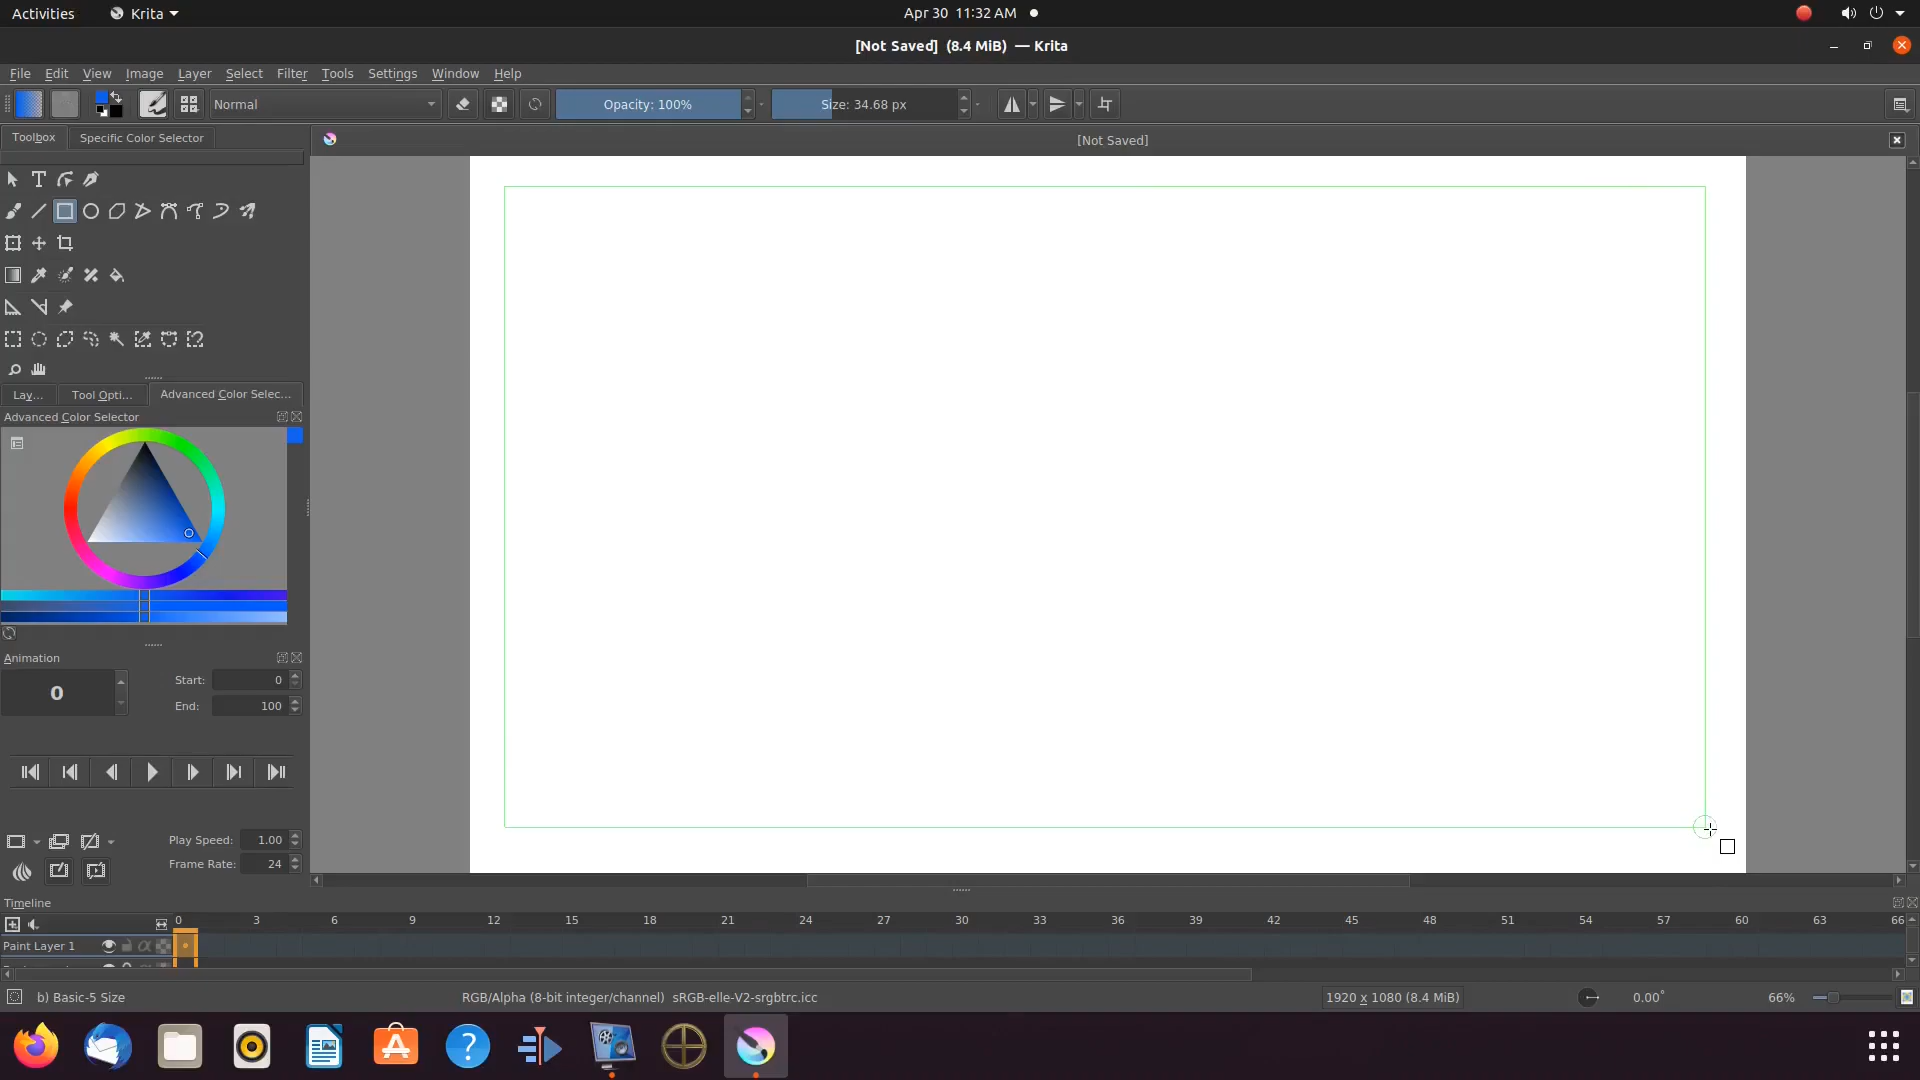 Activities Krita Apr 30 11:32 AM
[Not Saved] (8.4 MiB) — Krita
File Edit View Image Layer Select Filter Tools Settings Window Help
Normal Opacity: 100% Size: 34.68 px
Toolbox Specific Color Selector [Not Saved]
Lay... Tool Opti... Advanced Color Selec...
Advanced Color Selector
Animation
0 Start: 0
End: 100
Play Speed: 1.00
Frame Rate: 24
Timeline
0 3 6 9 12 15 18 21 24 27 30 33 36 39 42 45 48 51 54 57 60 63 66
Paint Layer 1
b) Basic-5 Size RGB/Alpha (8-bit integer/channel) sRGB-elle-V2-srgbtrc.icc 1920 x 1080 (8.4 MiB) 0.00° 66%